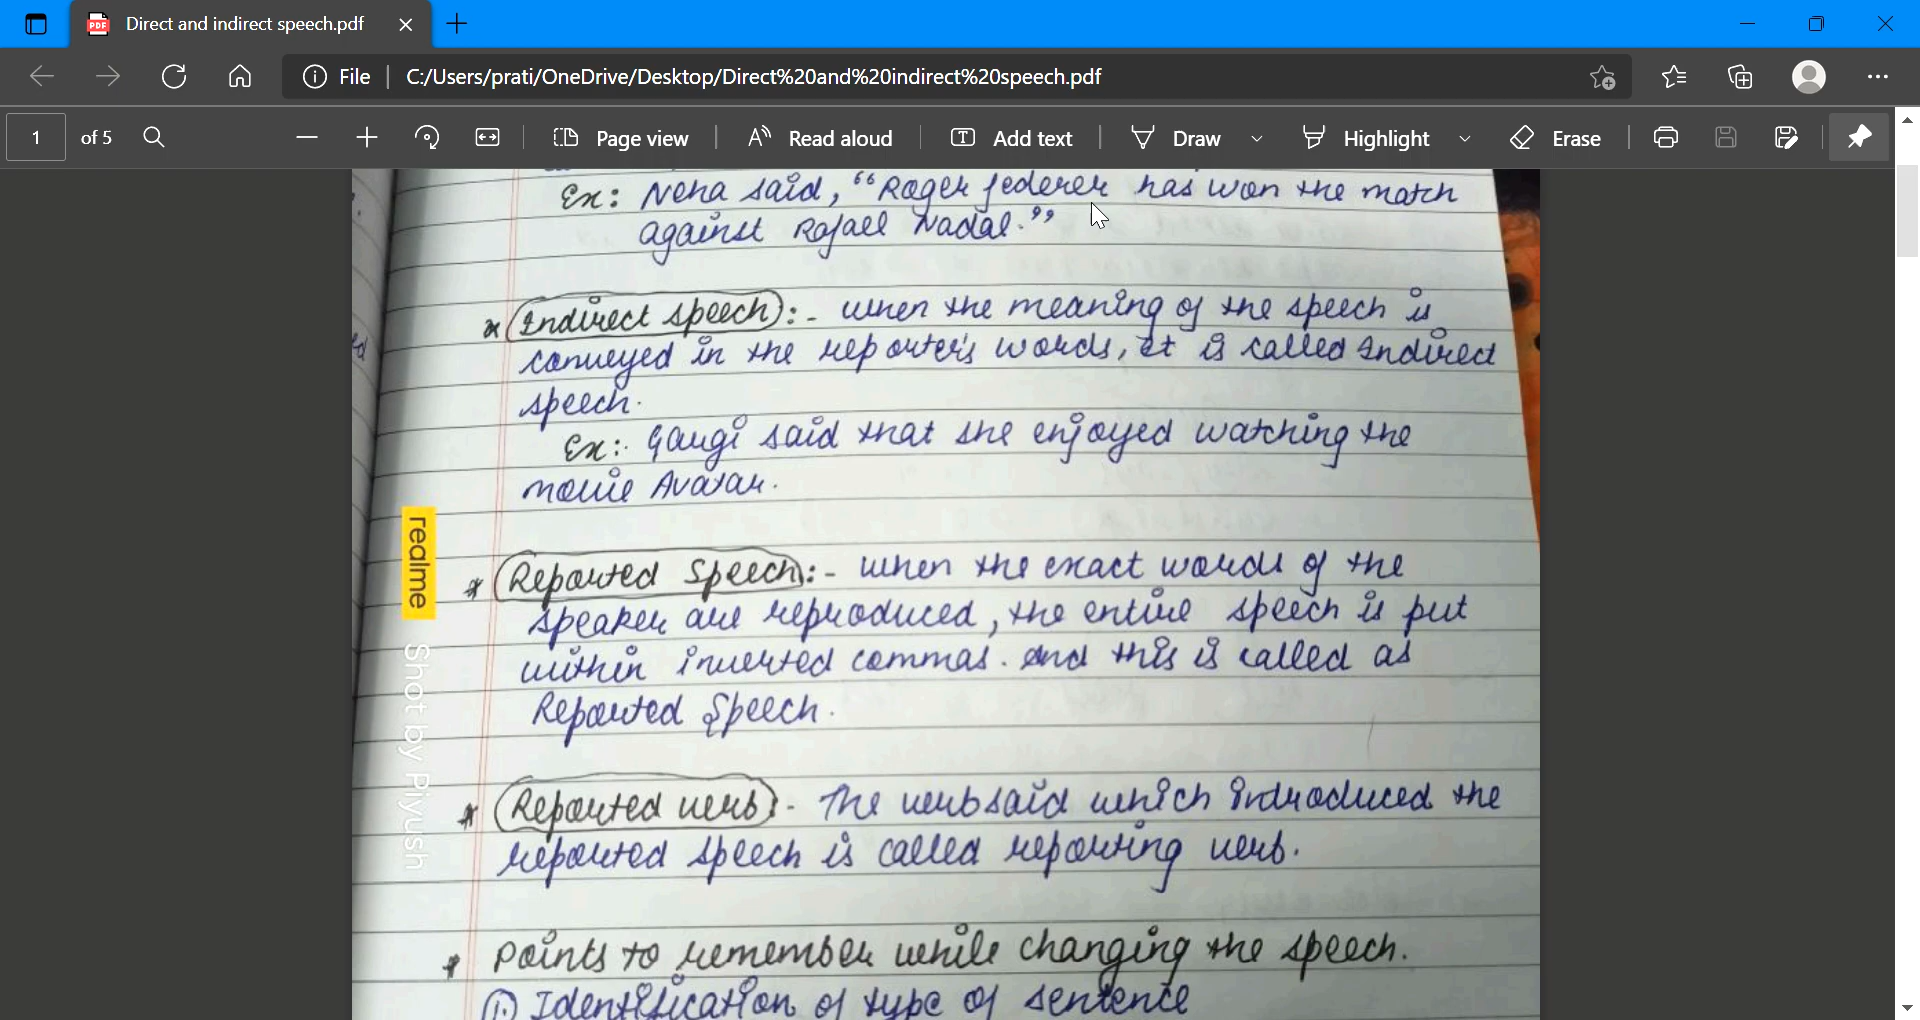 Direct and indirect speech.pdf
File C:/Users/prati/OneDrive/Desktop/Direct%20and%20indirect%20speech.pdf
1 of 5 Page view Read aloud Add text Draw Highlight Erase
Ex: Neha said, "Roger federer has won the match
against Rafael Nadal."
* Indirect speech :- when the meaning of the speech is
conveyed in the reporter's words, it is called Indirect
speech.
Ex:- Gaugi said that she enjoyed watching the
movie Avatar.
* Reported Speech :- when the exact words of the
speaker are reproduced, the entire speech is put
within inverted commas. And this is called as
Reported Speech.
* Reported verb :- The verb said which introduced the
reported speech is called reporting verb.
* points to remember while changing the speech.
① Identification of type of sentence
realme
Shot by Piyush